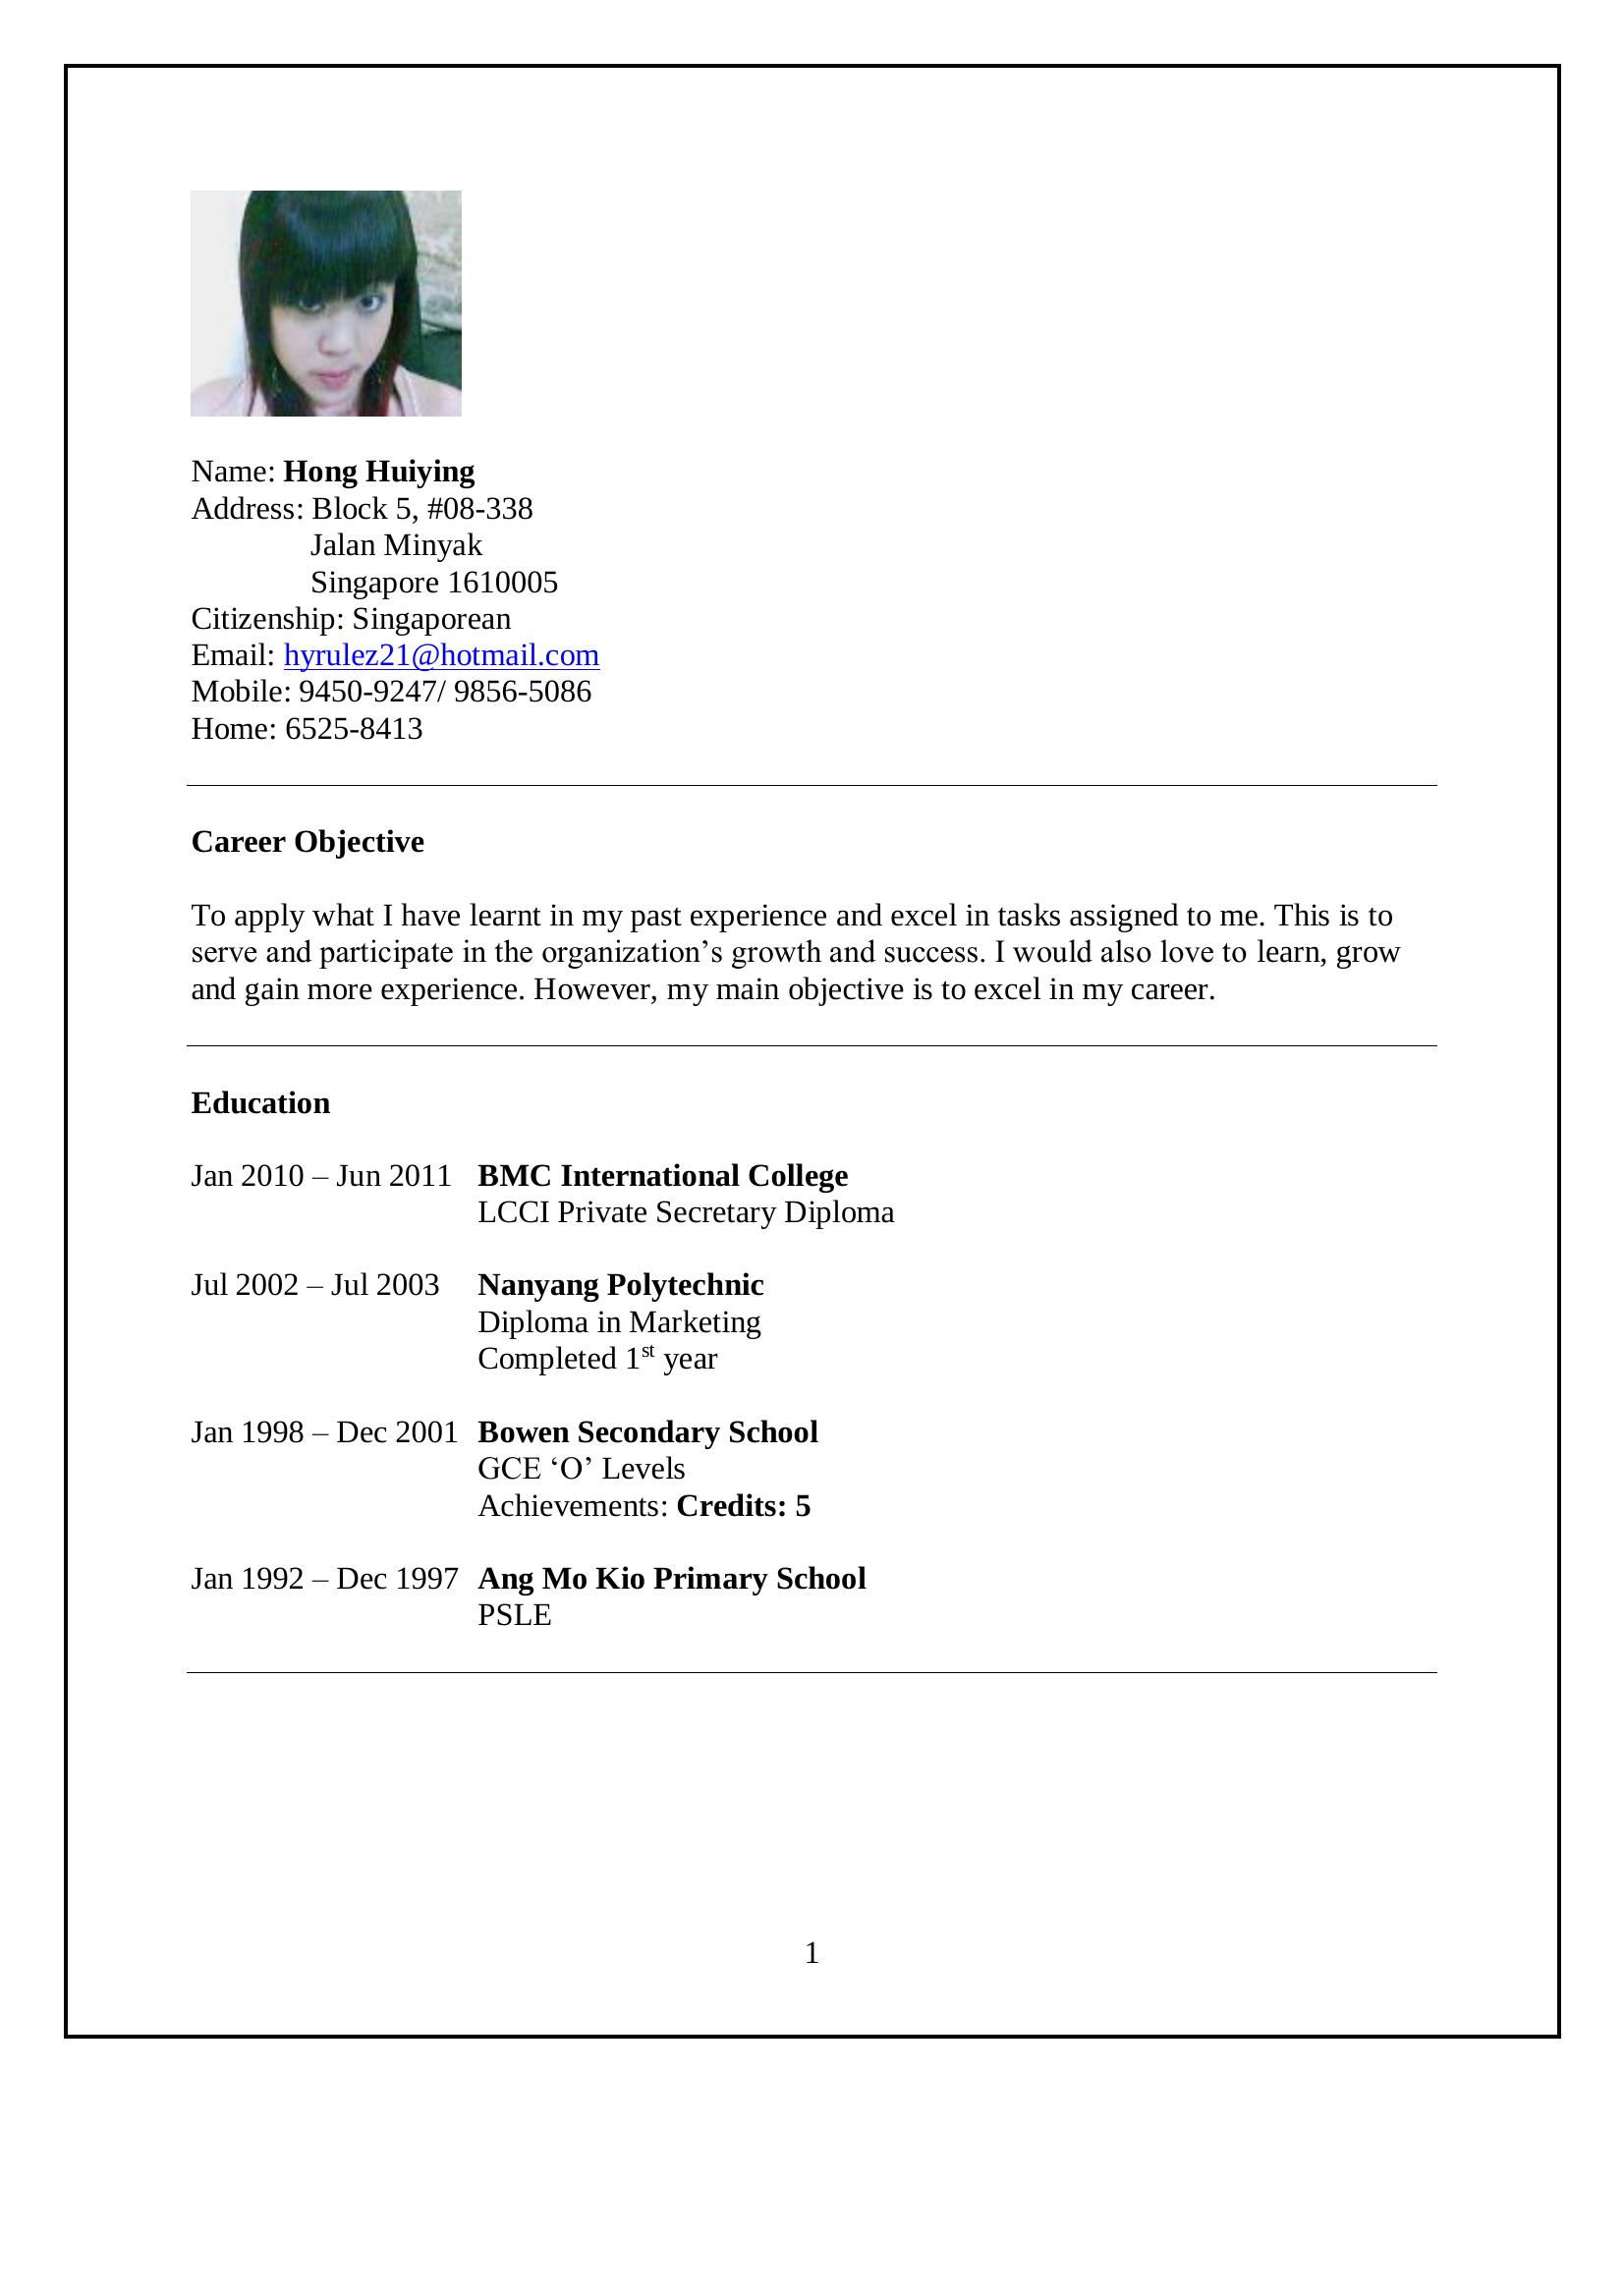 Name: Hong Huiying
Address: Block 5, #08-338
Jalan Minyak
Singapore 1610005
Citizenship: Singaporean
Email: hyrulez21@hotmail.com
Mobile: 9450-9247/ 9856-5086
Home: 6525-8413
Career Objective
To apply what I have learnt in my past experience and excel in tasks assigned to me. This is to
serve and participate in the organization’s growth and success. I would also love to learn, grow
and gain more experience. However, my main objective is to excel in my career.
Education
Jan 2010 – Jun 2011 BMC International College
LCCI Private Secretary Diploma
Jul 2002 – Jul 2003 Nanyang Polytechnic
Diploma in Marketing
Completed 1st year
Jan 1998 – Dec 2001 Bowen Secondary School
GCE ‘O’ Levels
Achievements: Credits: 5
Jan 1992 – Dec 1997 Ang Mo Kio Primary School
PSLE
1